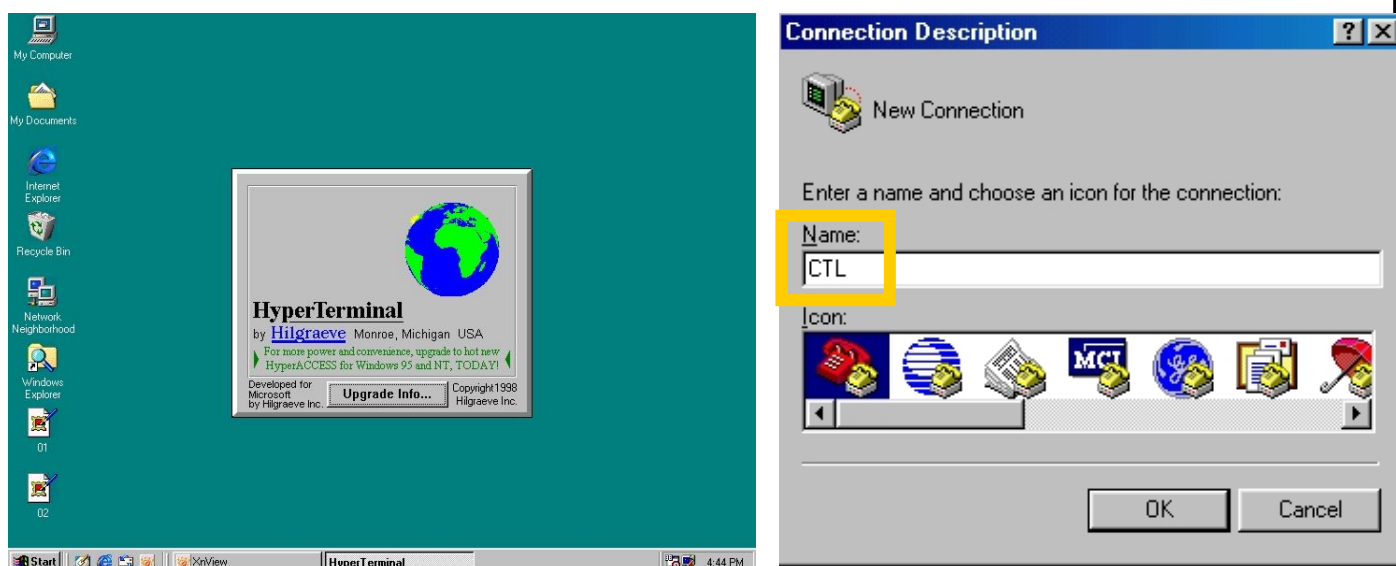 My Computer
My Documents
Internet
Explorer
Recycle Bin
Network
Neighborhood
Windows
Explorer
01
02
HyperTerminal
by Hilgraeve Monroe, Michigan USA
For more power and convenience, upgrade to hot new
HyperACCESS for Windows 95 and NT, TODAY!
Developed for
Microsoft
by Hilgraeve Inc.
Upgrade Info...
Copyright 1998
Hilgraeve Inc.
Start
XnView
HyperTerminal
4:44 PM
Connection Description
New Connection
Enter a name and choose an icon for the connection:
Name:
CTL
Icon:
MCI
OK
Cancel